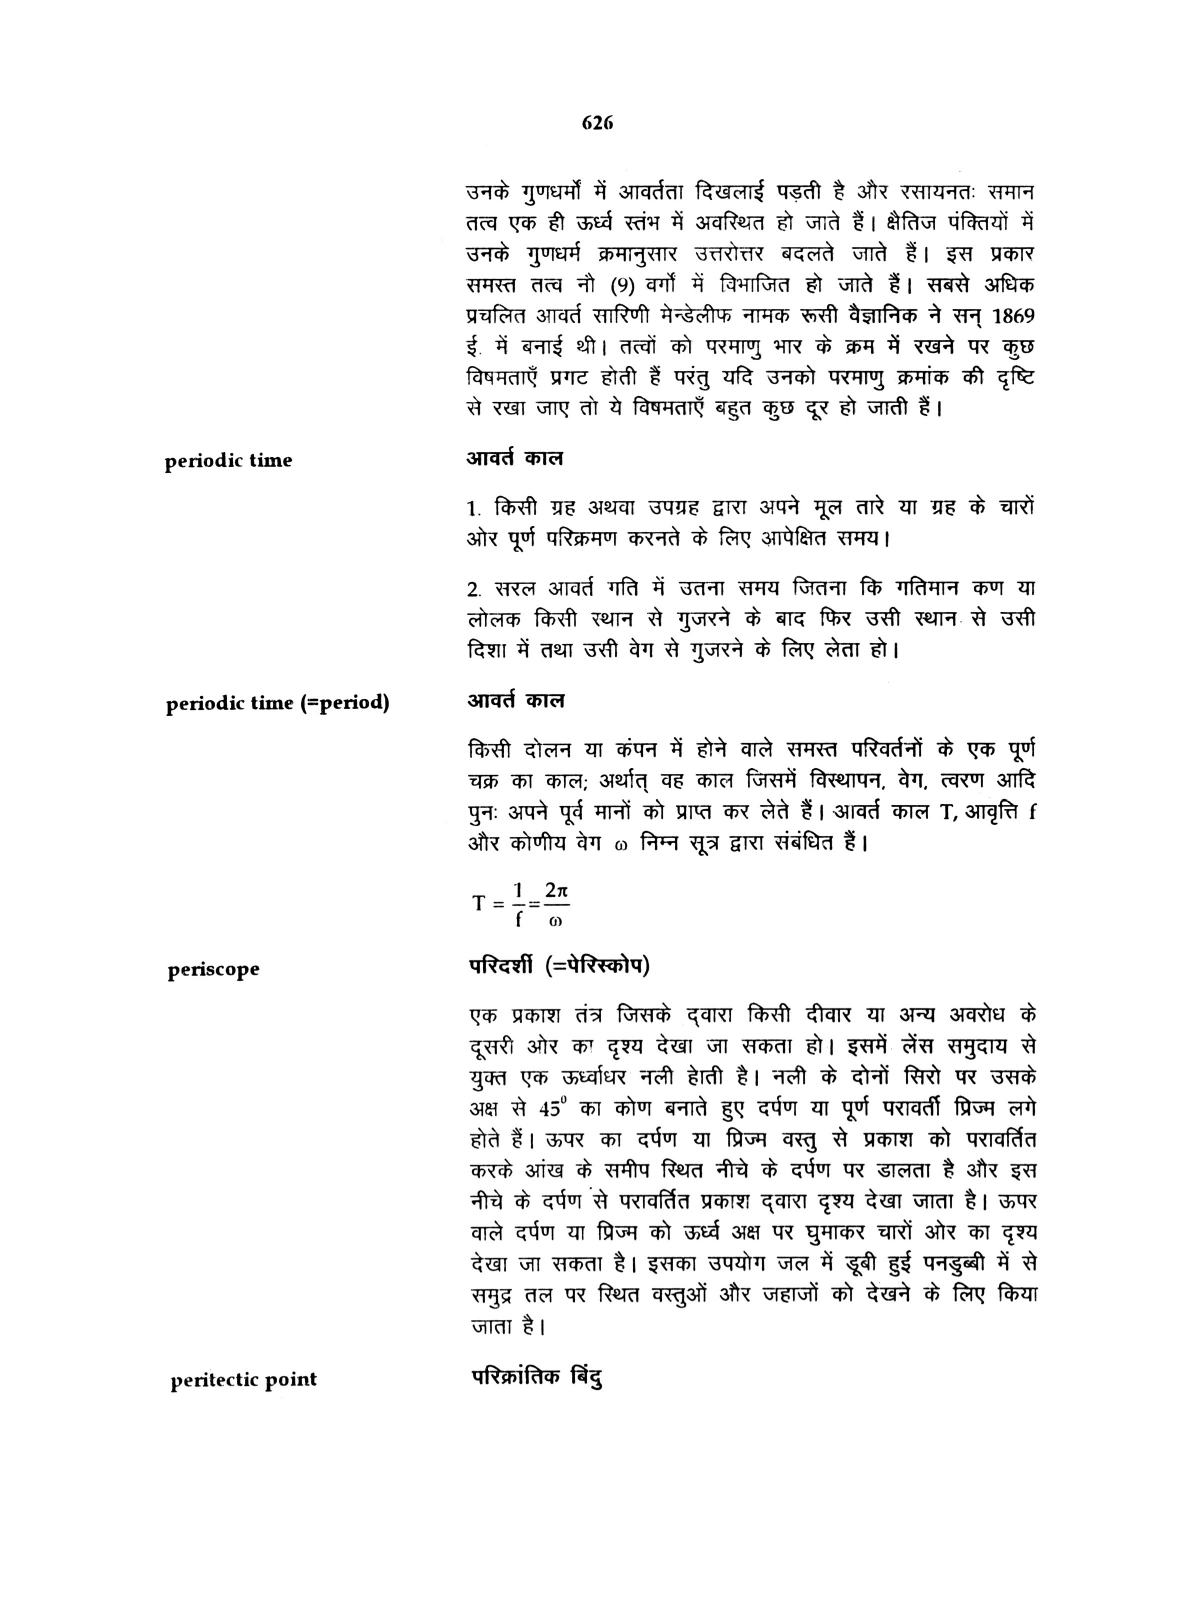 626
उनके गुणधर्मों में आवर्तता दिखलाई पड़ती है और रसायनतः समान
तत्व एक ही ऊर्ध्व स्तंभ में अवस्थित हो जाते हैं। क्षैतिज पंक्तियों में
उनके गुणधर्म क्रमानुसार उत्तरोत्तर बदलते जाते हैं। इस प्रकार
समस्त तत्व नौ (9) वर्गों में विभाजित हो जाते हैं। सबसे अधिक
प्रचलित आवर्त सारिणी मेन्डेलीफ नामक रूसी वैज्ञानिक ने सन् 1869
ई. में बनाई थी। तत्वों को परमाणु भार के क्रम में रखने पर कुछ
विषमताएँ प्रगट होती हैं परंतु यदि उनको परमाणु क्रमांक की दृष्टि
से रखा जाए तो ये विषमताएँ बहुत कुछ दूर हो जाती हैं।
periodic time आवर्त काल
1. किसी ग्रह अथवा उपग्रह द्वारा अपने मूल तारे या ग्रह के चारों
ओर पूर्ण परिक्रमण करनते के लिए आपेक्षित समय।
2. सरल आवर्त गति में उतना समय जितना कि गतिमान कण या
लोलक किसी स्थान से गुजरने के बाद फिर उसी स्थान से उसी
दिशा में तथा उसी वेग से गुजरने के लिए लेता हो।
periodic time (=period) आवर्त काल
किसी दोलन या कंपन में होने वाले समस्त परिवर्तनों के एक पूर्ण
चक्र का काल; अर्थात् वह काल जिसमें विस्थापन, वेग, त्वरण आदि
पुनः अपने पूर्व मानों को प्राप्त कर लेते हैं। आवर्त काल T, आवृत्ति f
और कोणीय वेग ω निम्न सूत्र द्वारा संबंधित हैं।
T = 1/f = 2π/ω
periscope परिदर्शी (=पेरिस्कोप)
एक प्रकाश तंत्र जिसके द्वारा किसी दीवार या अन्य अवरोध के
दूसरी ओर का दृश्य देखा जा सकता हो। इसमें लेंस समुदाय से
युक्त एक ऊर्ध्वाधर नली हेाती है। नली के दोनों सिरो पर उसके
अक्ष से 45⁰ का कोण बनाते हुए दर्पण या पूर्ण परावर्ती प्रिज्म लगे
होते हैं। ऊपर का दर्पण या प्रिज्म वस्तु से प्रकाश को परावर्तित
करके आंख के समीप स्थित नीचे के दर्पण पर डालता है और इस
नीचे के दर्पण से परावर्तित प्रकाश द्वारा दृश्य देखा जाता है। ऊपर
वाले दर्पण या प्रिज्म को ऊर्ध्व अक्ष पर घुमाकर चारों ओर का दृश्य
देखा जा सकता है। इसका उपयोग जल में डूबी हुई पनडुब्बी में से
समुद्र तल पर स्थित वस्तुओं और जहाजों को देखने के लिए किया
जाता है।
peritectic point परिक्रांतिक बिंदु